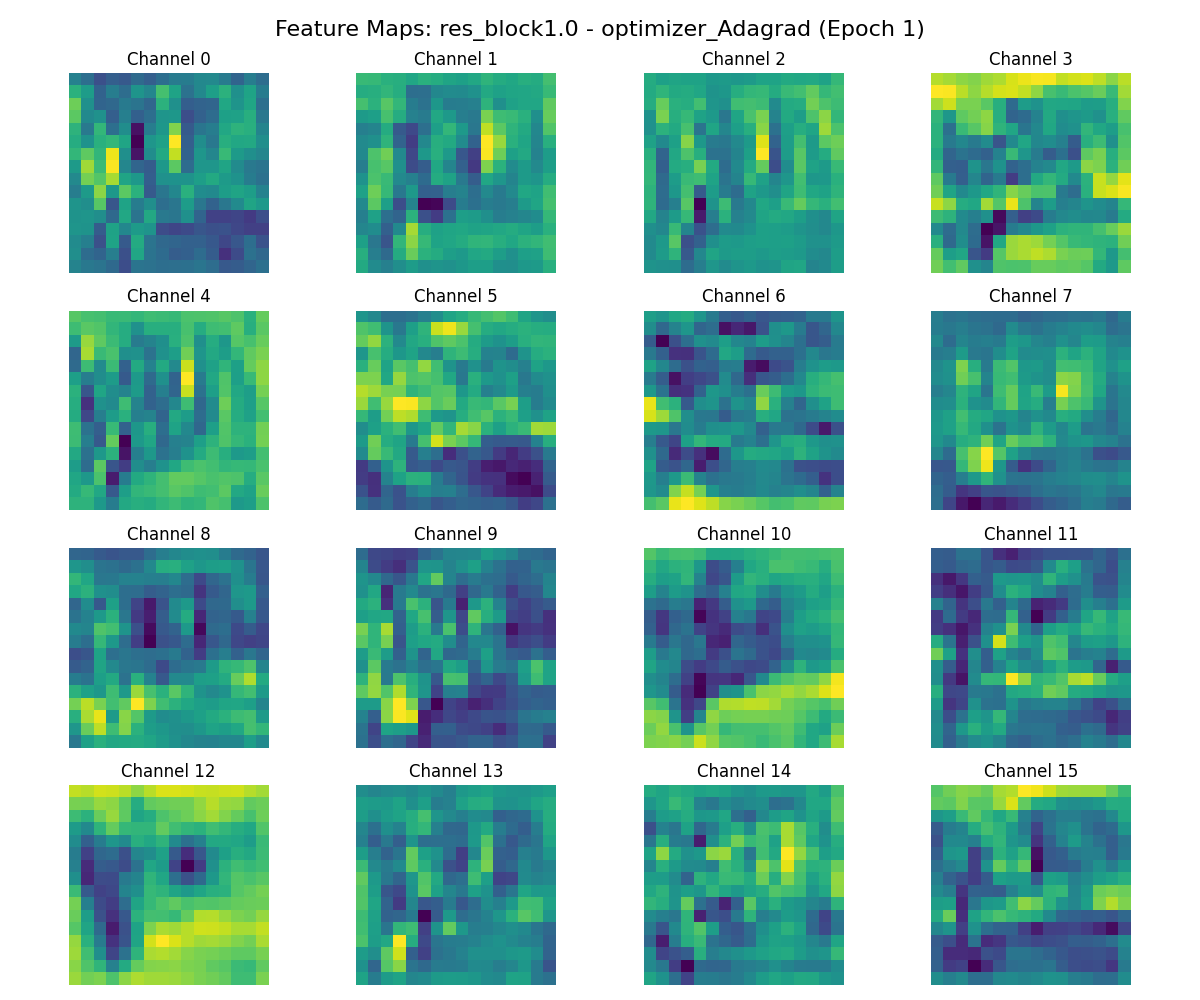 Feature Maps: res_block1.0 - optimizer_Adagrad (Epoch 1)
Channel 0
Channel 1
Channel 2
Channel 3
Channel 4
Channel 5
Channel 6
Channel 7
Channel 8
Channel 9
Channel 10
Channel 11
Channel 12
Channel 13
Channel 14
Channel 15